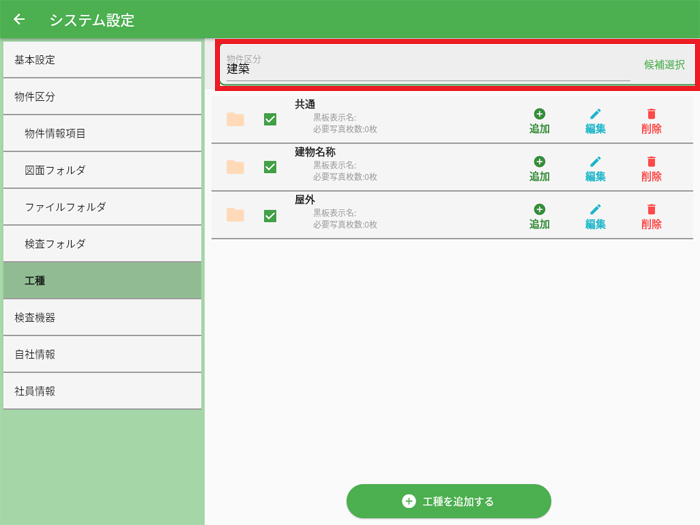 システム設定
基本設定
物件区分
物件情報項目
図面フォルダ
ファイルフォルダ
検査フォルダ
工種
検査機器
自社情報
社員情報
物件区分
建築
候補選択
共通
黒板表示名:
必要写真枚数:0枚
追加
編集
削除
建物名称
黒板表示名:
必要写真枚数:0枚
追加
編集
削除
屋外
黒板表示名:
必要写真枚数:0枚
追加
編集
削除
工種を追加する